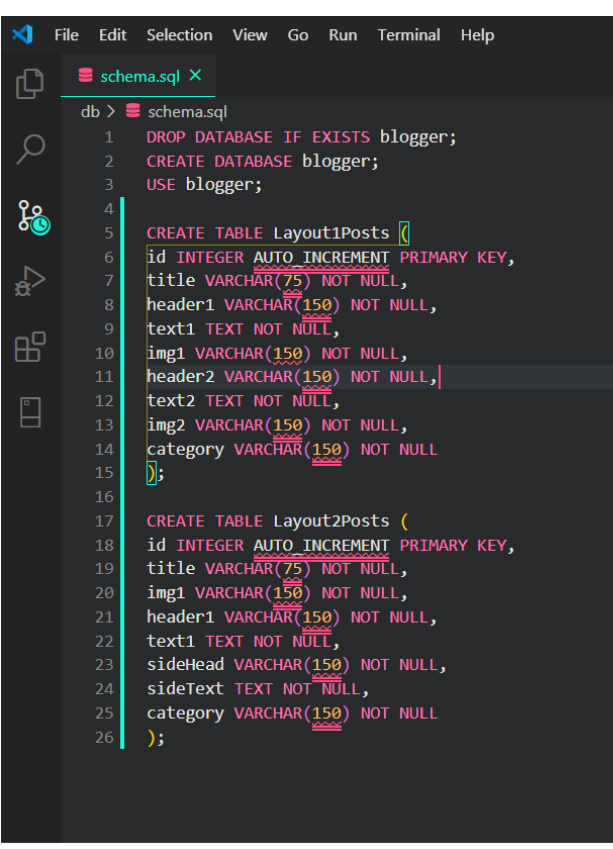 File Edit Selection View Go Run Terminal Help
schema.sql ×
db > schema.sql
1 DROP DATABASE IF EXISTS blogger;
2 CREATE DATABASE blogger;
3 USE blogger;
4
5 CREATE TABLE Layout1Posts (
6 id INTEGER AUTO_INCREMENT PRIMARY KEY,
7 title VARCHAR(75) NOT NULL,
8 header1 VARCHAR(150) NOT NULL,
9 text1 TEXT NOT NULL,
10 img1 VARCHAR(150) NOT NULL,
11 header2 VARCHAR(150) NOT NULL,
12 text2 TEXT NOT NULL,
13 img2 VARCHAR(150) NOT NULL,
14 category VARCHAR(150) NOT NULL
15 );
16
17 CREATE TABLE Layout2Posts (
18 id INTEGER AUTO_INCREMENT PRIMARY KEY,
19 title VARCHAR(75) NOT NULL,
20 img1 VARCHAR(150) NOT NULL,
21 header1 VARCHAR(150) NOT NULL,
22 text1 TEXT NOT NULL,
23 sideHead VARCHAR(150) NOT NULL,
24 sideText TEXT NOT NULL,
25 category VARCHAR(150) NOT NULL
26 );